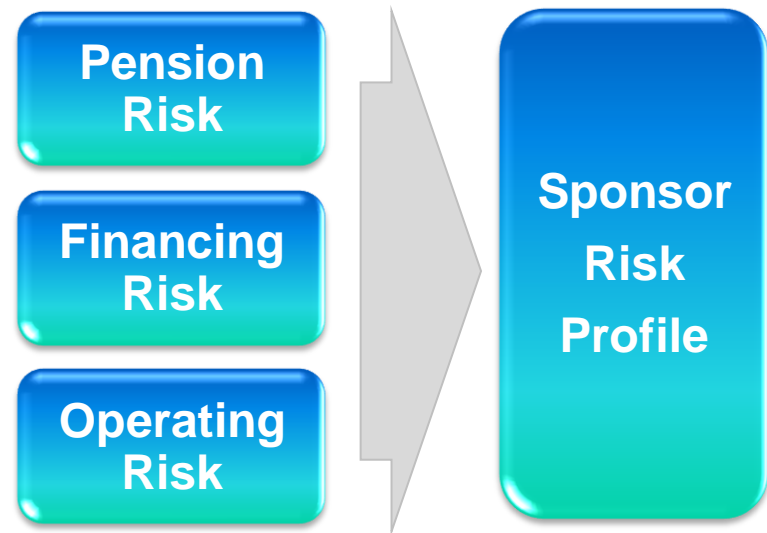 Pension
Risk
Financing
Risk
Operating
Risk
Sponsor
Risk
Profile